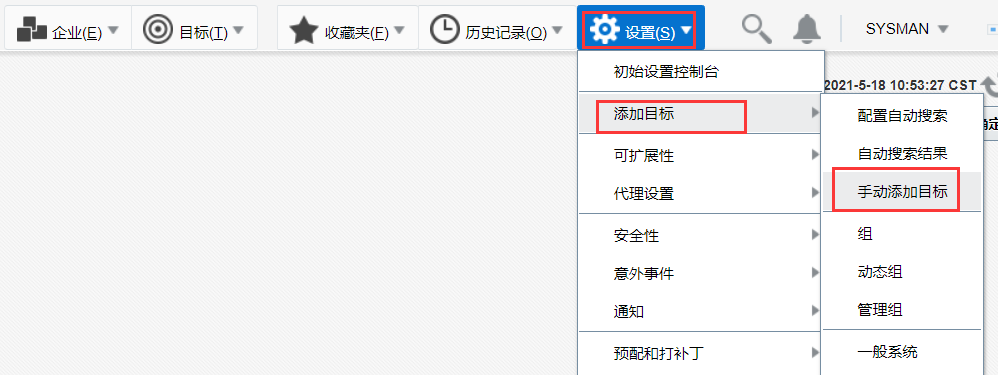 企业(E) 目标(T) 收藏夹(F) 历史记录(O) 设置(S) SYSMAN
初始设置控制台
2021-5-18 10:53:27 CST
添加目标
可扩展性
代理设置
安全性
意外事件
通知
预配和打补丁
配置自动搜索
自动搜索结果
手动添加目标
组
动态组
管理组
一般系统